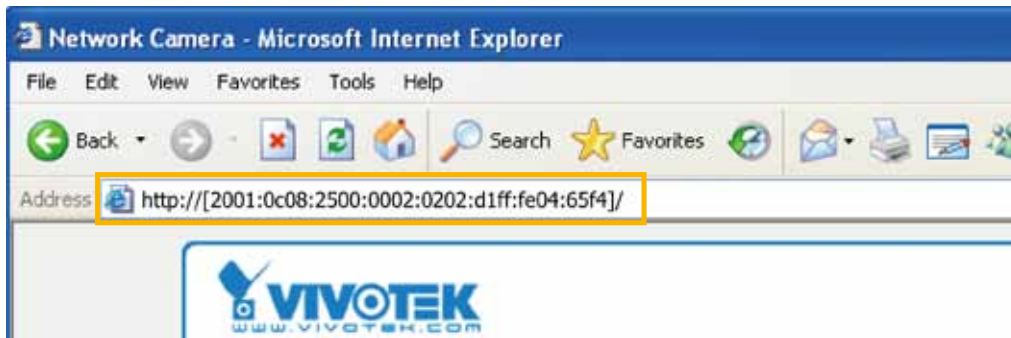 Network Camera - Microsoft Internet Explorer
File Edit View Favorites Tools Help
Back Search Favorites
Address http://[2001:0c08:2500:0002:0202:d1ff:fe04:65f4]/
VIVOTEK
www.vivotek.com